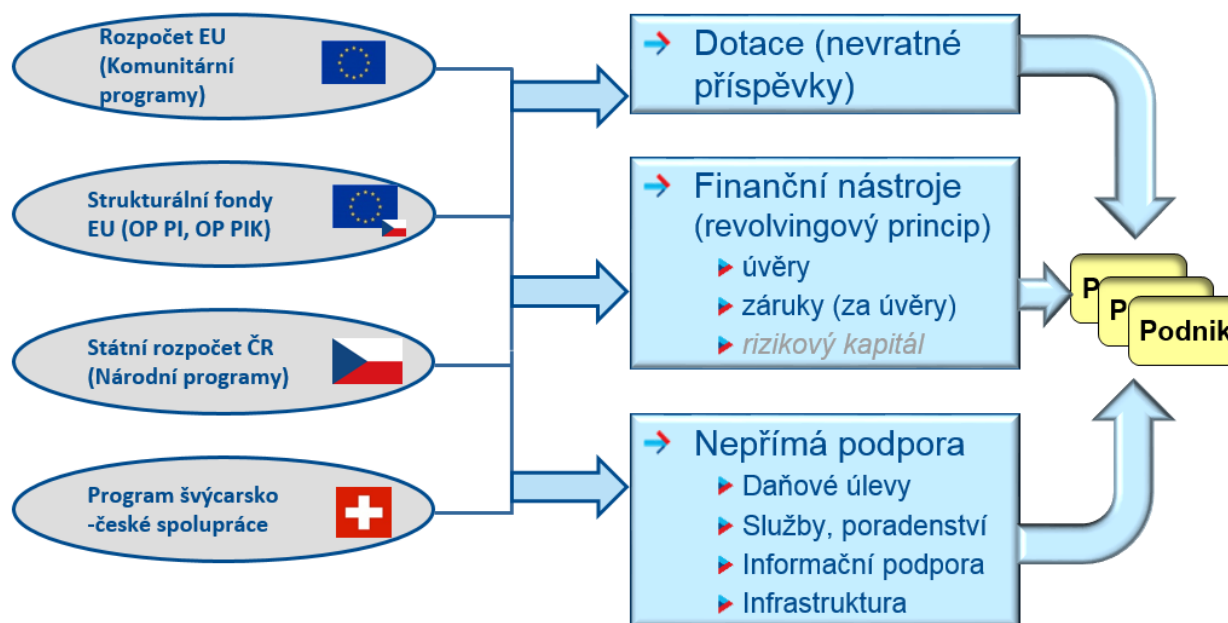 Rozpočet EU
(Komunitární
programy)
Strukturální fondy
EU (OP PI, OP PIK)
Státní rozpočet ČR
(Národní programy)
Program švýcarsko
-české spolupráce
Dotace (nevratné
příspěvky)
Finanční nástroje
(revolvingový princip)
úvěry
záruky (za úvěry)
rizikový kapitál
Nepřímá podpora
Daňové úlevy
Služby, poradenství
Informační podpora
Infrastruktura
P
P
Podnik